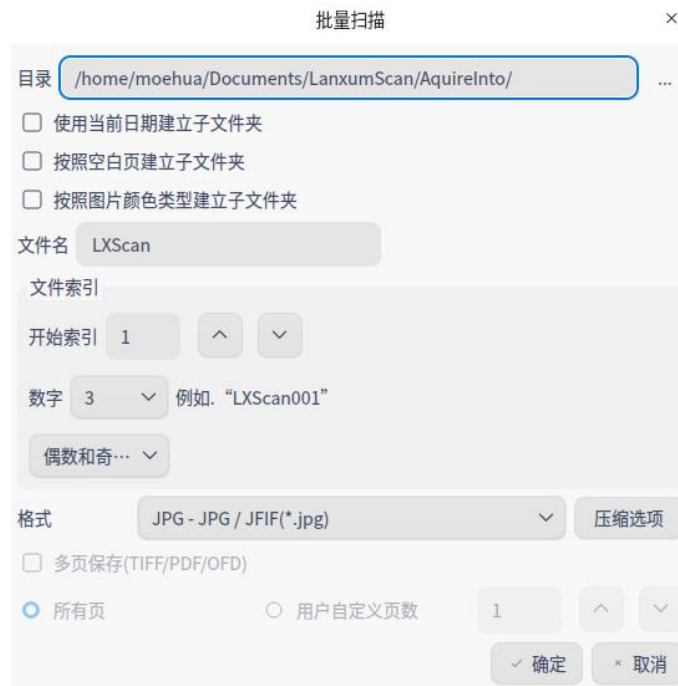 批量扫描 ×
目录 /home/moehua/Documents/LanxumScan/AquireInto/ ...
使用当前日期建立子文件夹
按照空白页建立子文件夹
按照图片颜色类型建立子文件夹
文件名 LXScan
文件索引
开始索引 1
数字 3 例如.“LXScan001”
偶数和奇…
格式 JPG - JPG / JFIF(*.jpg) 压缩选项
多页保存(TIFF/PDF/OFD)
所有页 用户自定义页数 1
确定 取消